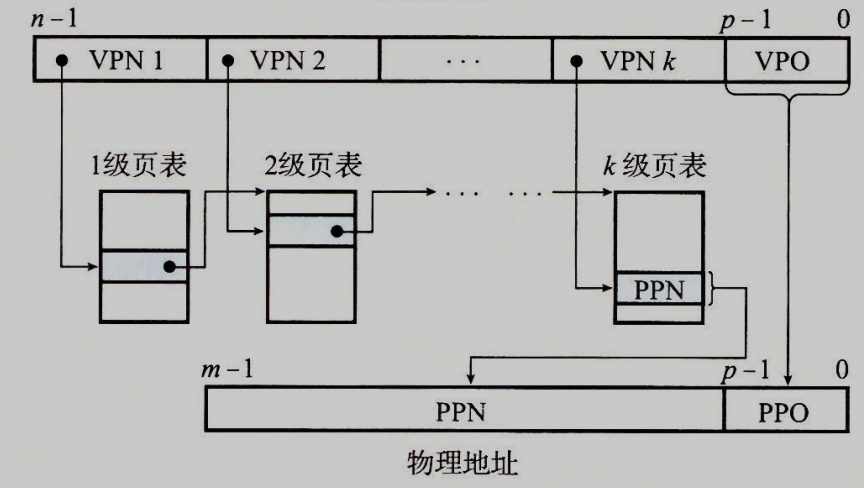 n-1 p-1 0
VPN 1 VPN 2 ... VPN k VPO
1级页表 2级页表 ... ... k 级页表
PPN
m-1 p-1 0
PPN PPO
物理地址